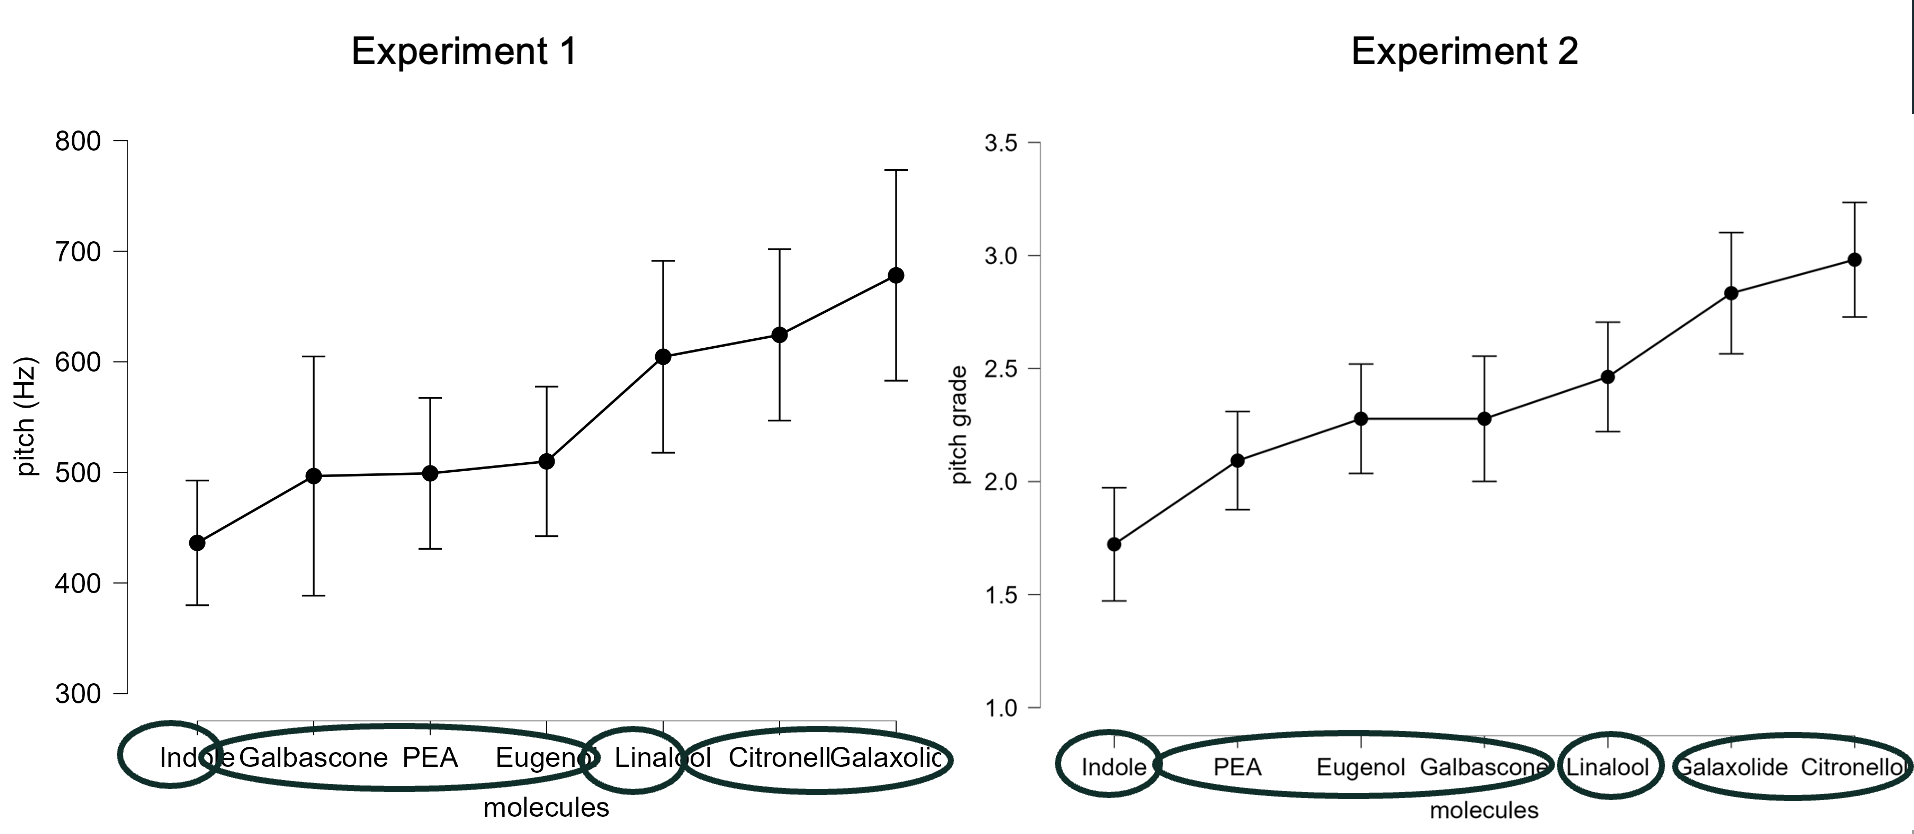 Experiment 1
800
700
600
500
400
300
pitch (Hz)
Indole Galbascone PEA Eugenol Linalool Citronell Galaxolid
molecules
Experiment 2
3.5
3.0
2.5
2.0
1.5
1.0
pitch grade
Indole PEA Eugenol Galbascone Linalool Galaxolide Citronellol
molecules